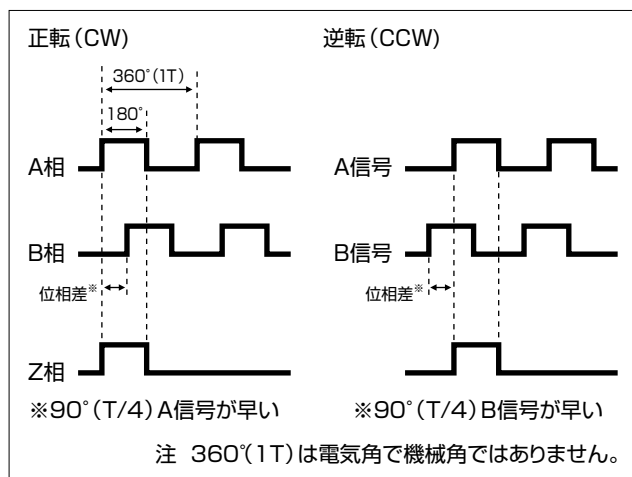 正転(CW)
逆転(CCW)
360°(1T)
180°
A相
A信号
B相
B信号
位相差※
位相差※
Z相
※90°(T/4)A信号が早い
※90°(T/4)B信号が早い
注 360°(1T)は電気角で機械角ではありません。